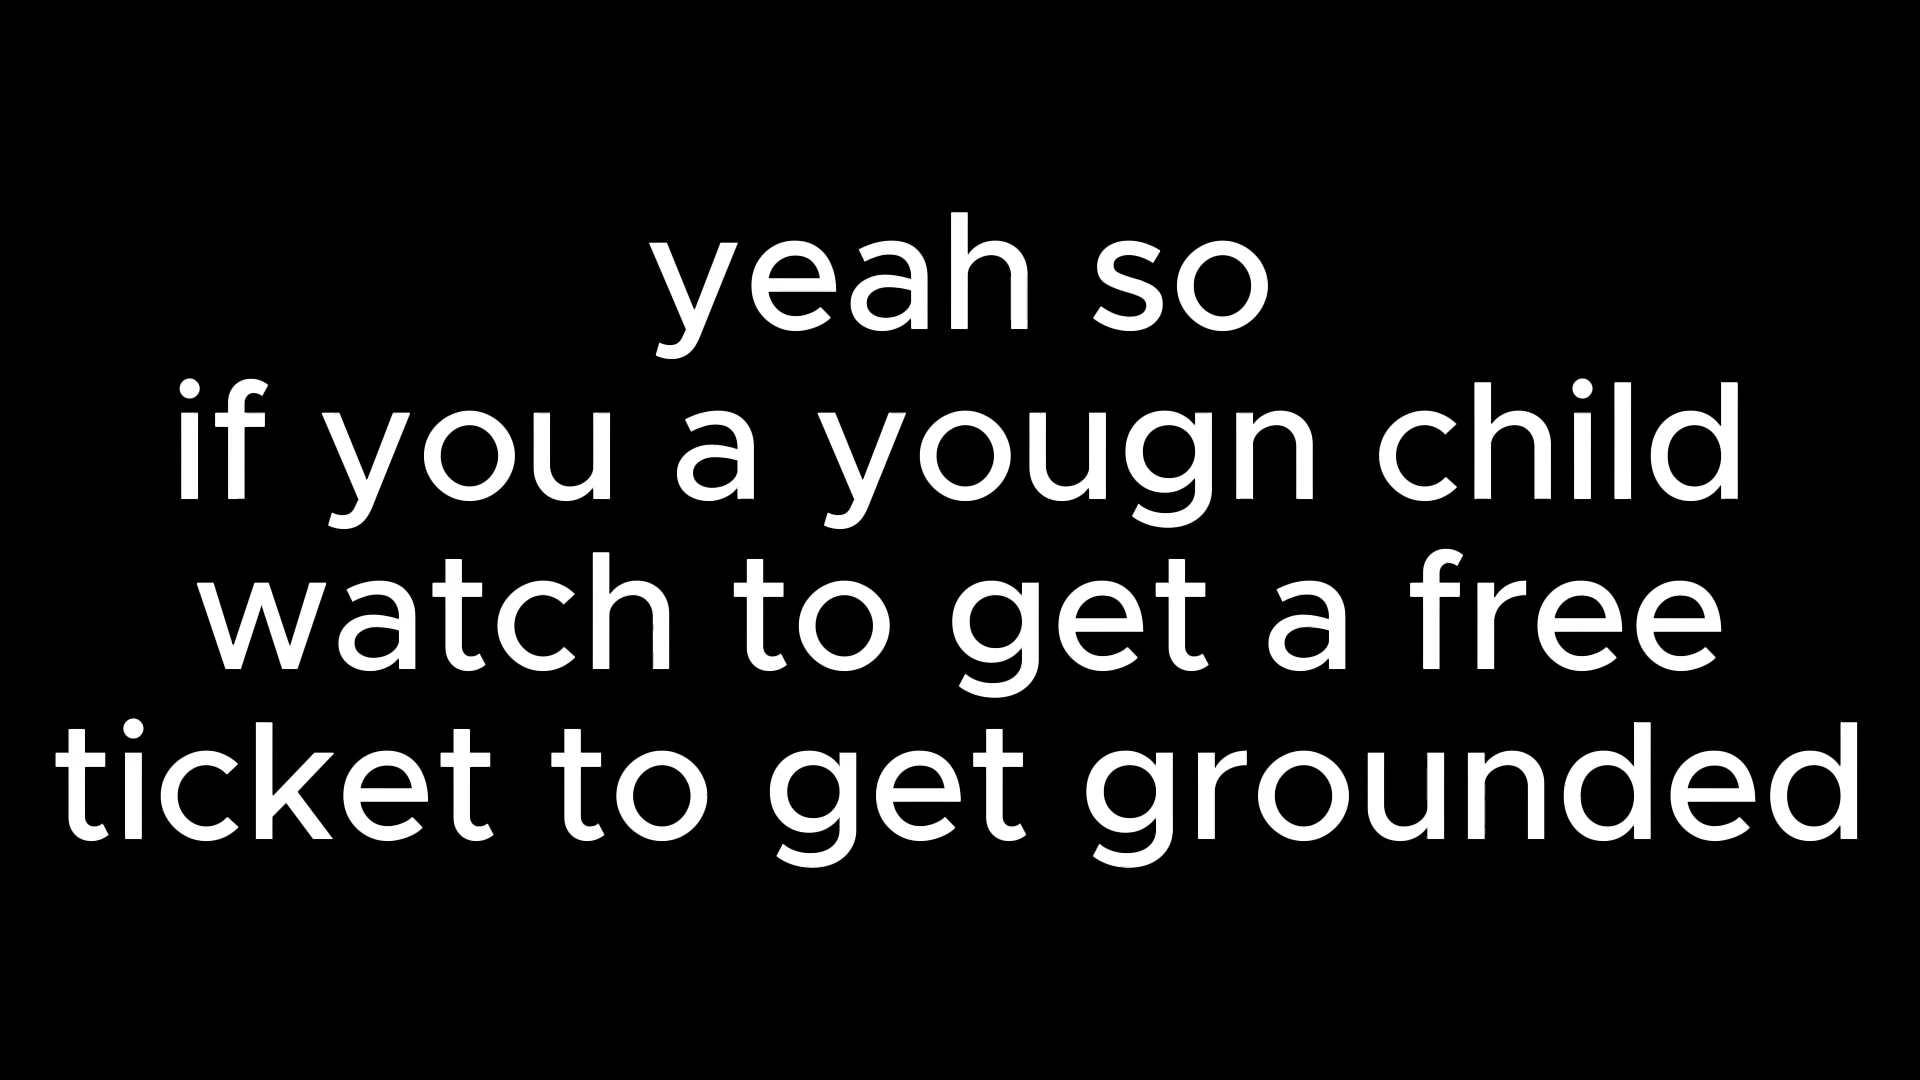 yeah so
if you a yougn child
watch to get a free
ticket to get grounded